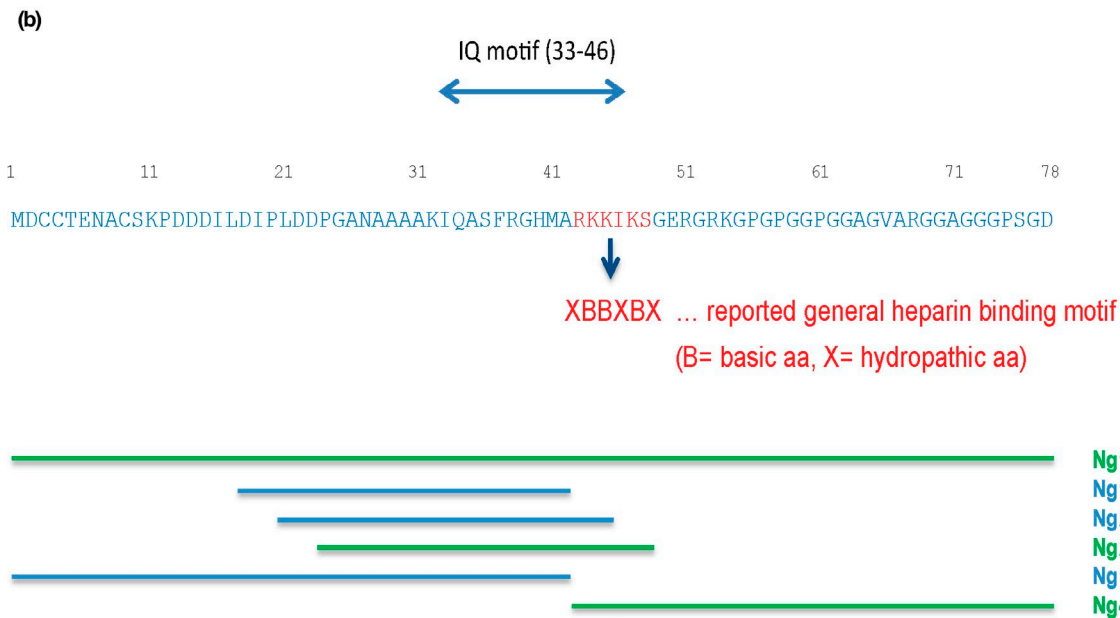 (b)
IQ motif (33-46)
1 11 21 31 41 51 61 71 78
MDCCTENACSKPDDDILDIPLDDPGANAAAAKIQASFRGHMARKKIKSGERGRKGPGPGGPGGAGVARGGAGGGPSGD
XBBXBX ... reported general heparin binding motif
(B= basic aa, X= hydropathic aa)
Ng
Ng
Ng
Ng
Ng
Ng